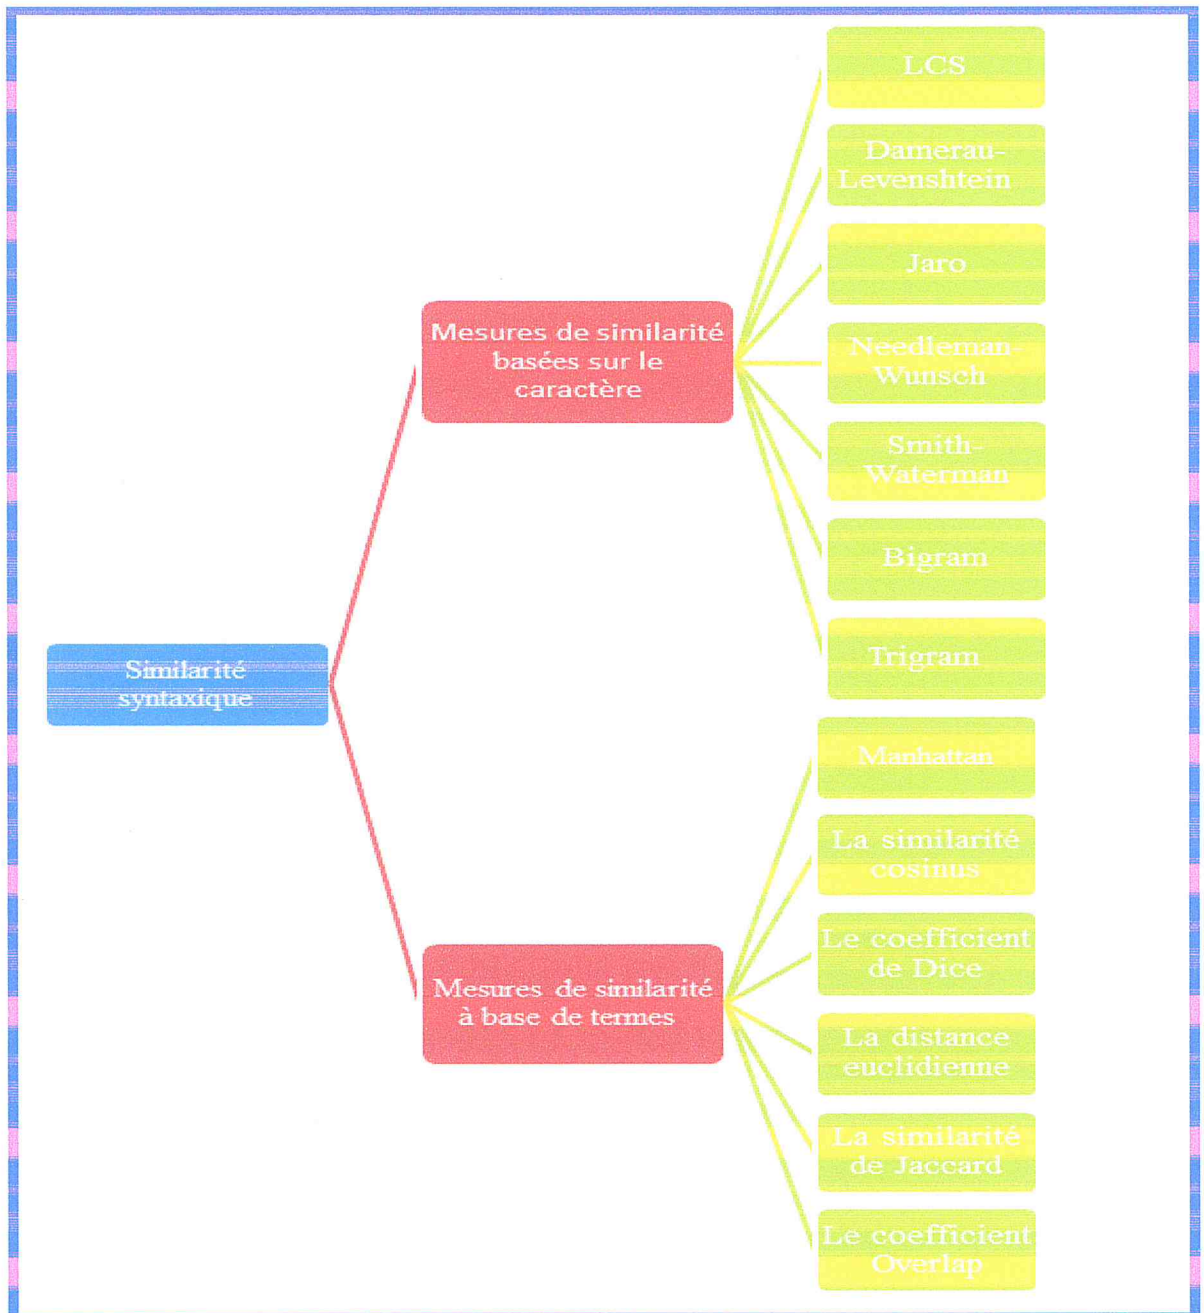 LCS
Damerau-
Levenshtein
Jaro
Mesures de similarité
basées sur le
caractère
Needleman-
Wunsch
Smith-
Waterman
Bigram
Trigram
Similarité
syntaxique
Manhattan
La similarité
cosinus
Le coefficient
de Dice
Mesures de similarité
à base de termes
La distance
euclidienne
La similarité
de Jaccard
Le coefficient
Overlap